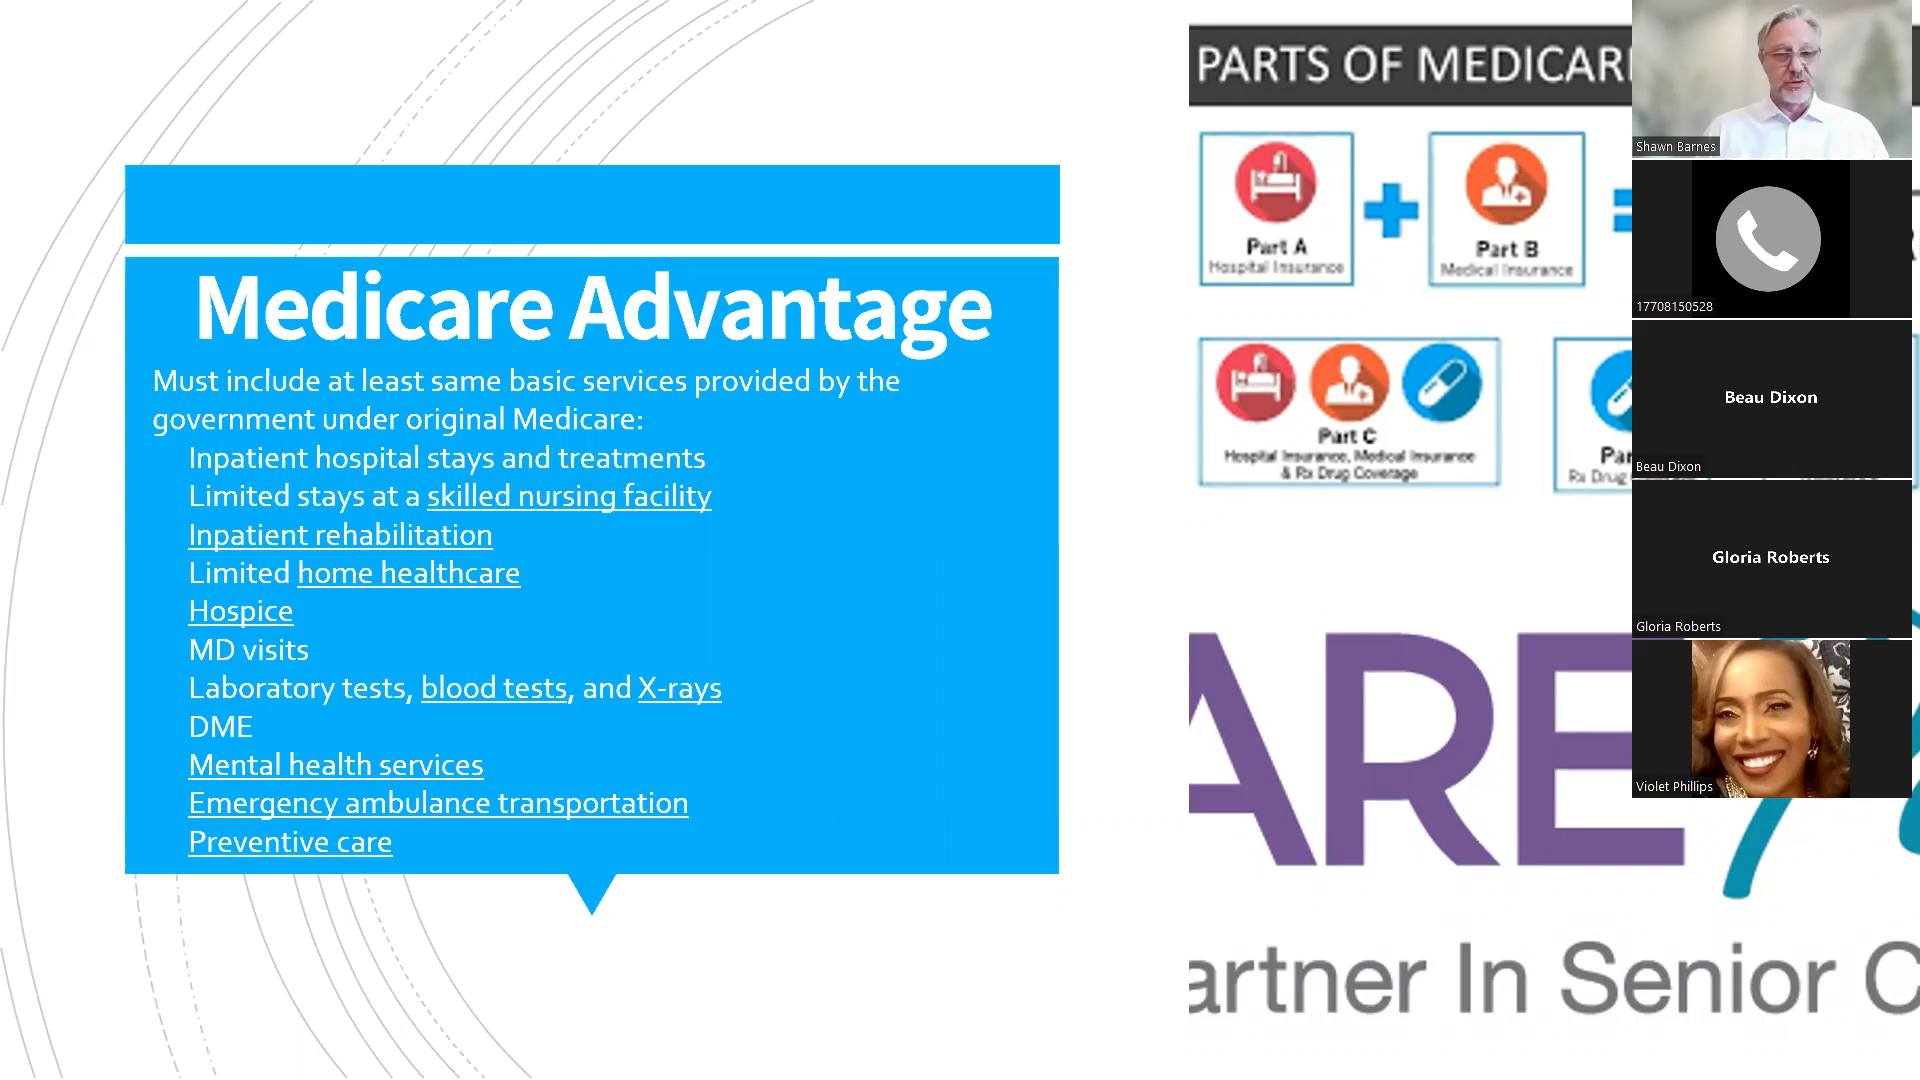 Medicare Advantage
Must include at least same basic services provided by the
government under original Medicare:
Inpatient hospital stays and treatments
Limited stays at a skilled nursing facility
Inpatient rehabilitation
Limited home healthcare
Hospice
MD visits
Laboratory tests, blood tests, and X-rays
DME
Mental health services
Emergency ambulance transportation
Preventive care
PARTS OF MEDICAR
Part A
Hospital Insurance
Part B
Medical Insurance
Part C
Hospital Insurance, Medical Insurance
& Rx Drug Coverage
Pa
Rx Drug
ARE
artner In Senior C
Shawn Barnes
17708150528
Beau Dixon
Beau Dixon
Gloria Roberts
Gloria Roberts
Violet Phillips